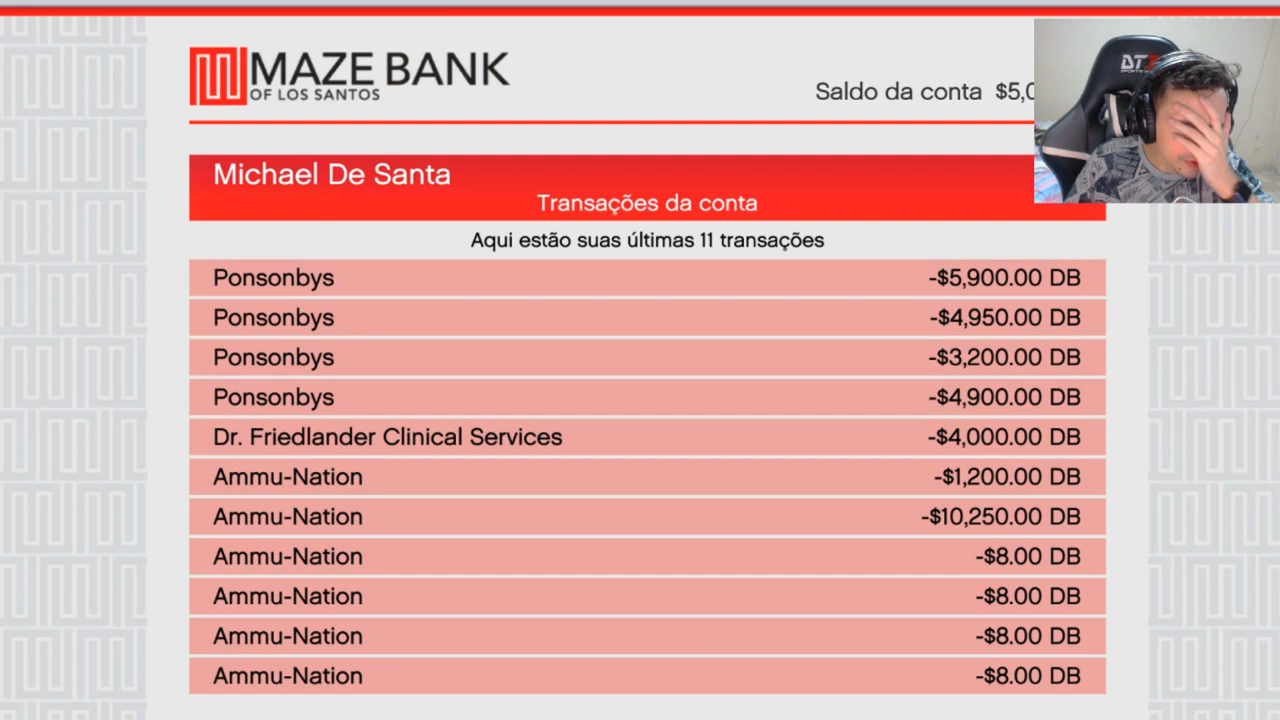 MAZE BANK
OF LOS SANTOS
Saldo da conta $5,0
Michael De Santa
Transações da conta
Aqui estão suas últimas 11 transações
Ponsonbys -$5,900.00 DB
Ponsonbys -$4,950.00 DB
Ponsonbys -$3,200.00 DB
Ponsonbys -$4,900.00 DB
Dr. Friedlander Clinical Services -$4,000.00 DB
Ammu-Nation -$1,200.00 DB
Ammu-Nation -$10,250.00 DB
Ammu-Nation -$8.00 DB
Ammu-Nation -$8.00 DB
Ammu-Nation -$8.00 DB
Ammu-Nation -$8.00 DB